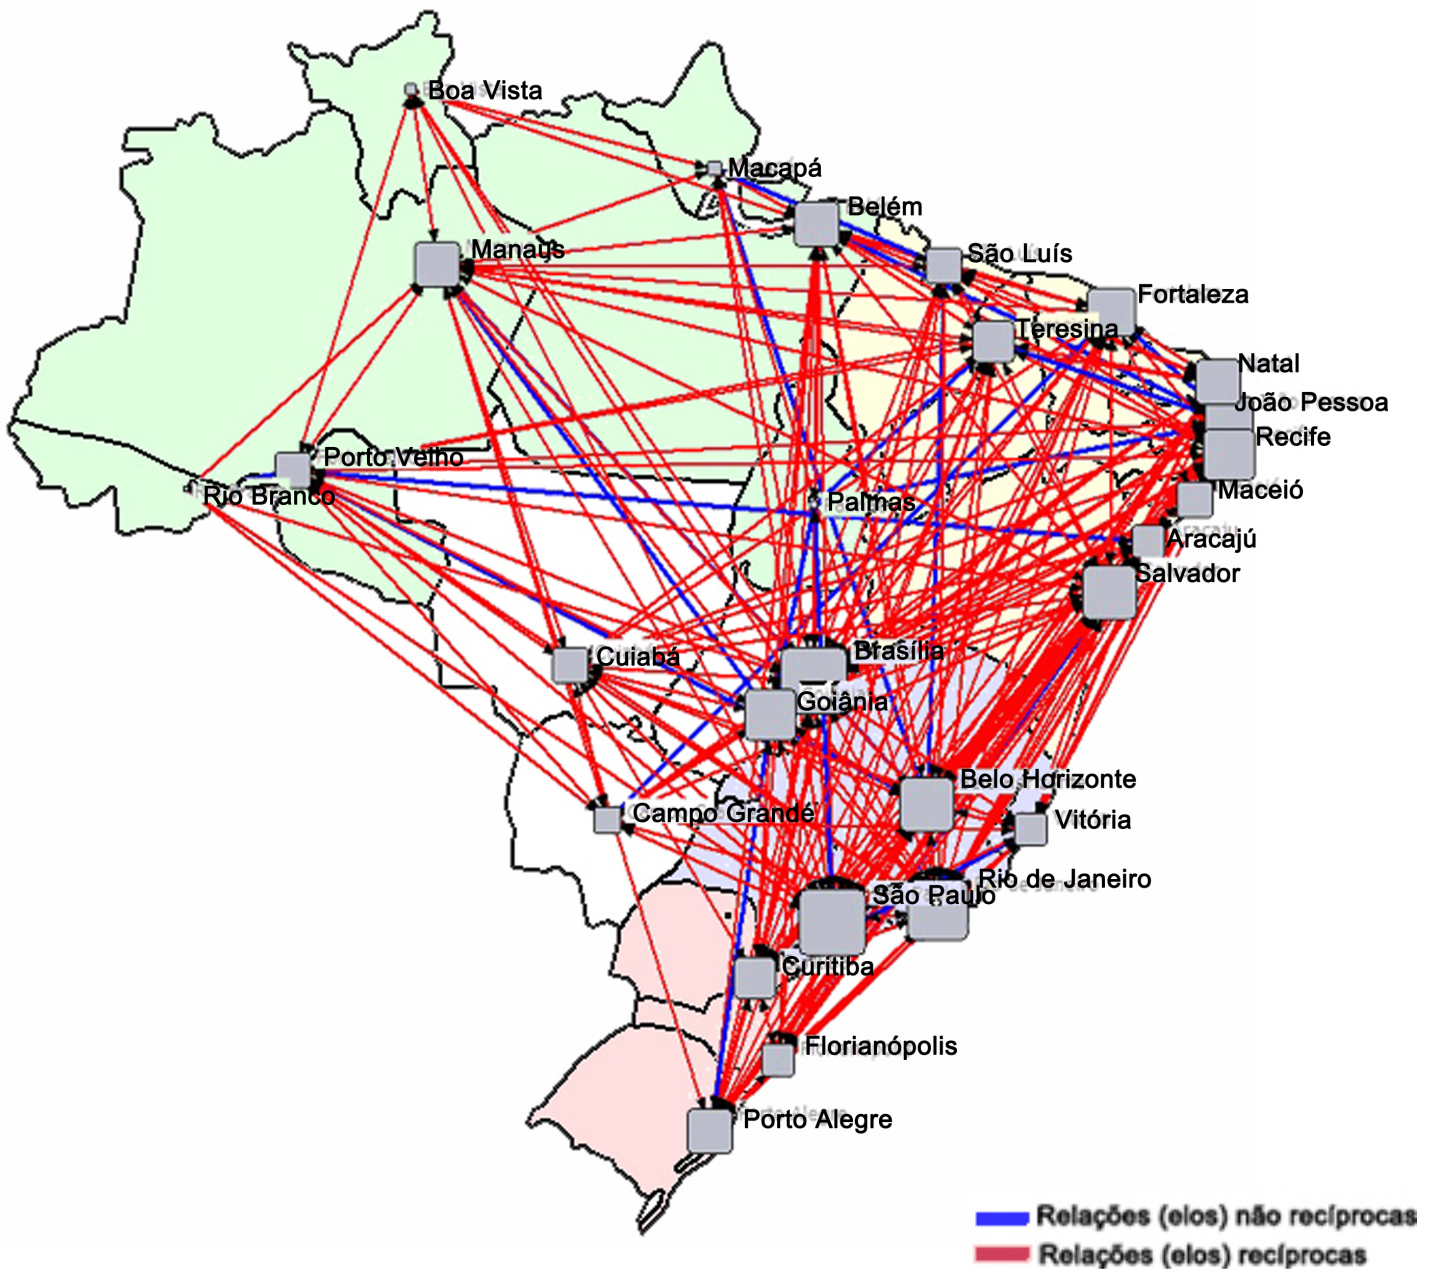 Boa Vista
Macapá
Belém
Manaus
São Luís
Fortaleza
Teresina
Natal
João Pessoa
Recife
Porto Velho
Rio Branco
Maceió
Palmas
Aracajú
Salvador
Brasília
Cuiabá
Goiânia
Belo Horizonte
Campo Grande
Vitória
Rio de Janeiro
São Paulo
Curitiba
Florianópolis
Porto Alegre
Relações (elos) não recíprocas
Relações (elos) recíprocas